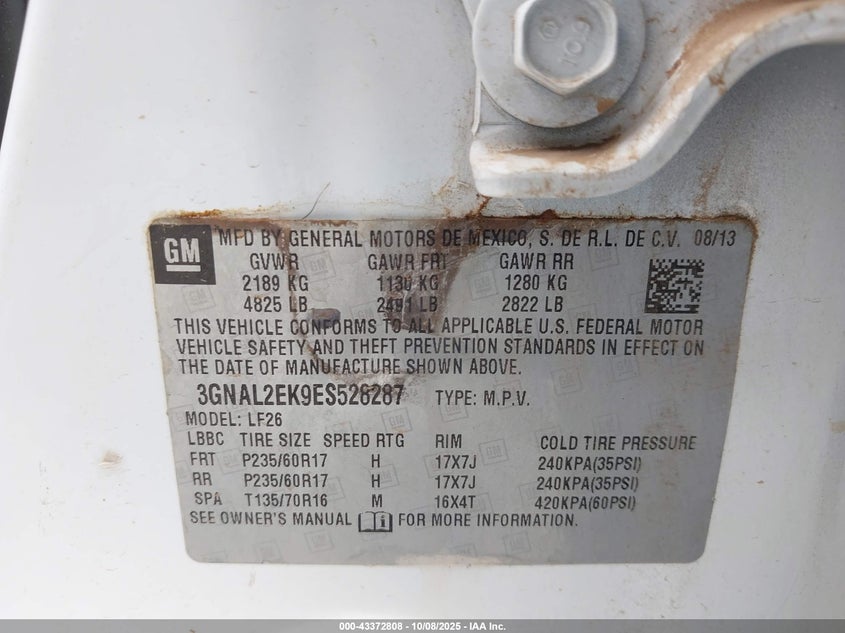 10.9
GM
MFD BY GENERAL MOTORS DE MEXICO, S. DE R.L. DE C.V. 08/13
GVWR GAWR FRT GAWR RR
2189 KG 1130 KG 1280 KG
4825 LB 2491 LB 2822 LB
THIS VEHICLE CONFORMS TO ALL APPLICABLE U.S. FEDERAL MOTOR
VEHICLE SAFETY AND THEFT PREVENTION STANDARDS IN EFFECT ON
THE DATE OF MANUFACTURE SHOWN ABOVE.
3GNAL2EK9ES526287 TYPE: M.P.V.
MODEL: LF26
LBBC TIRE SIZE SPEED RTG RIM COLD TIRE PRESSURE
FRT P235/60R17 H 17X7J 240KPA(35PSI)
RR P235/60R17 H 17X7J 240KPA(35PSI)
SPA T135/70R16 M 16X4T 420KPA(60PSI)
SEE OWNER'S MANUAL FOR MORE INFORMATION.
000-43372808 - 10/08/2025 - IAA Inc.